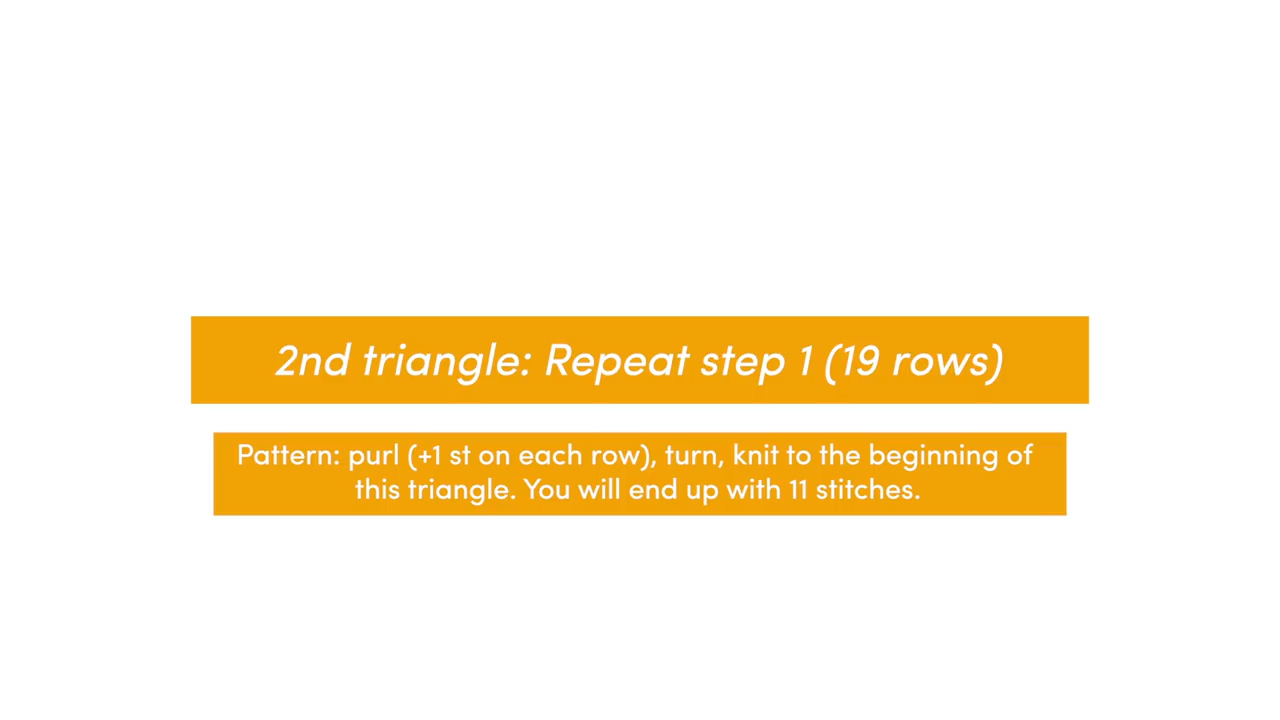 2nd triangle: Repeat step 1 (19 rows)
Pattern: purl (+1 st on each row), turn, knit to the beginning of
this triangle. You will end up with 11 stitches.